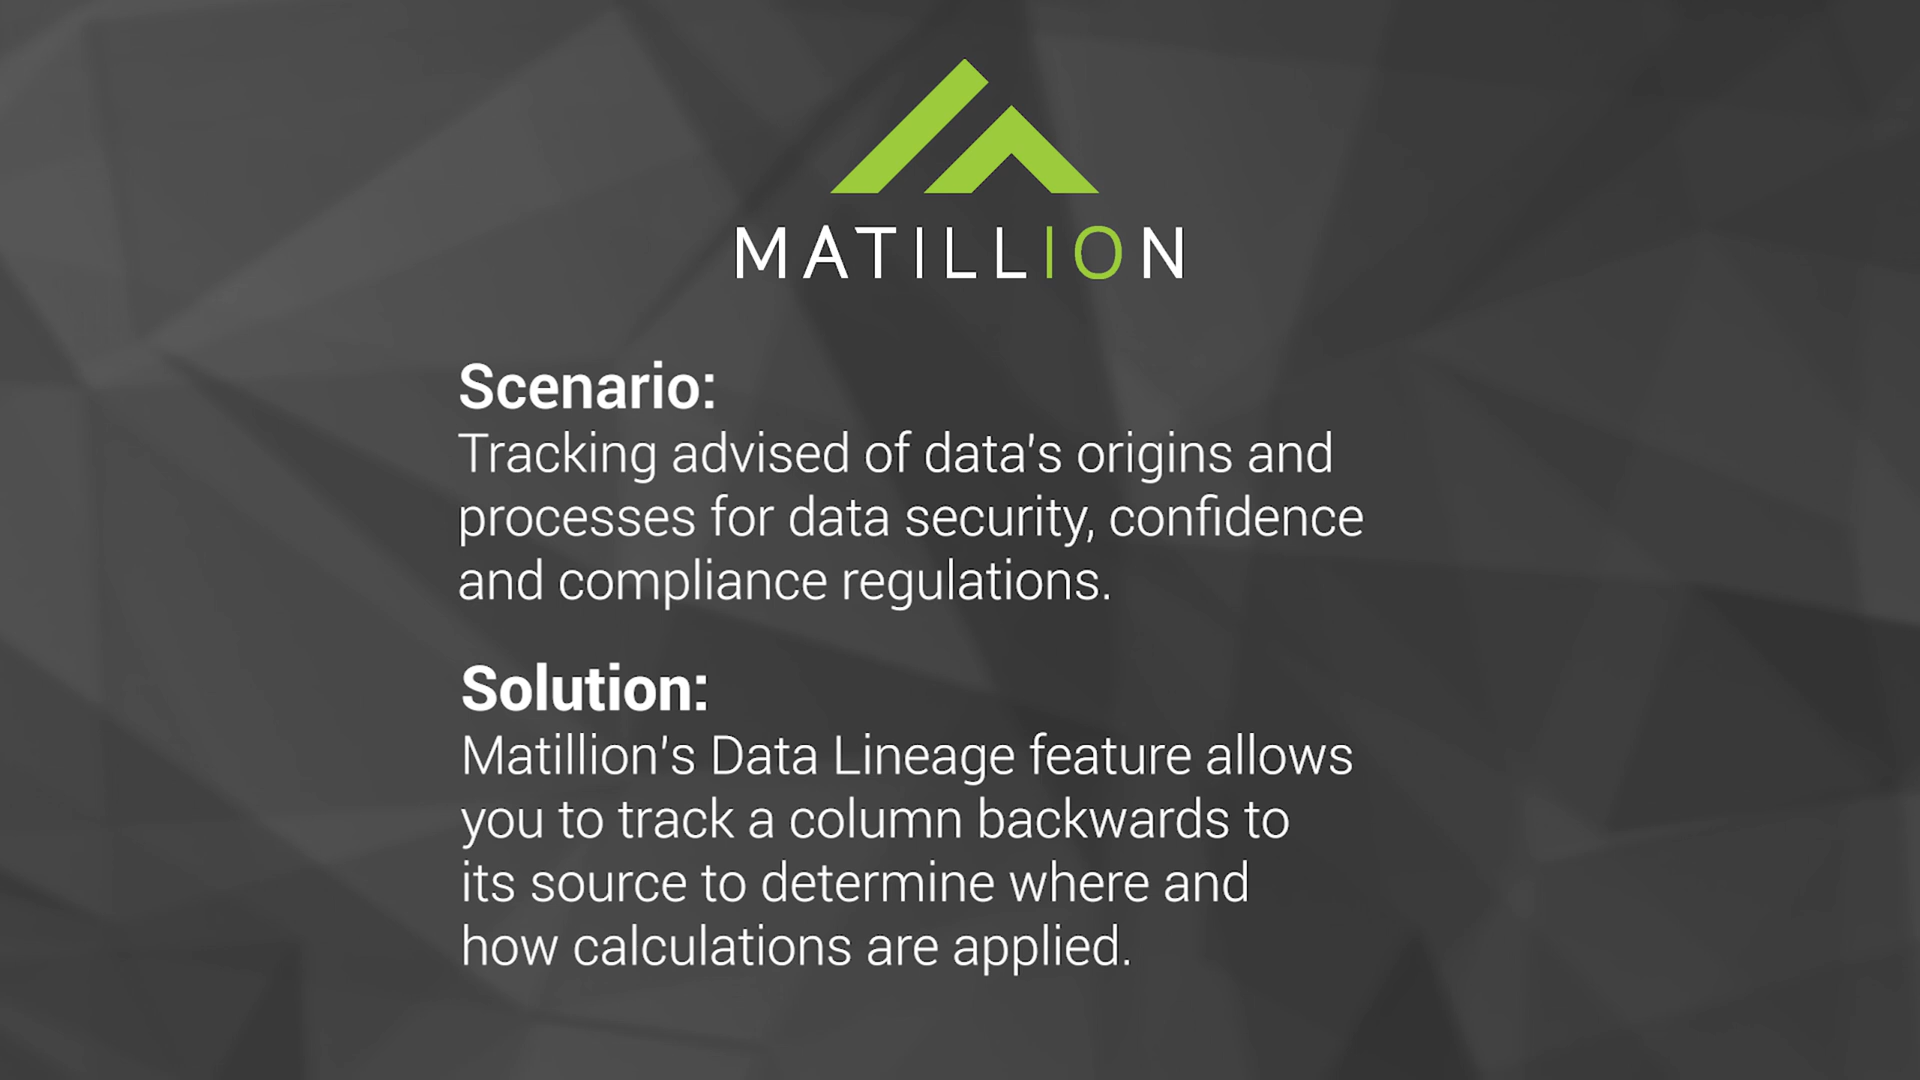 MATILLION
Scenario:
Tracking advised of data's origins and
processes for data security, confidence
and compliance regulations.
Solution:
Matillion's Data Lineage feature allows
you to track a column backwards to
its source to determine where and
how calculations are applied.